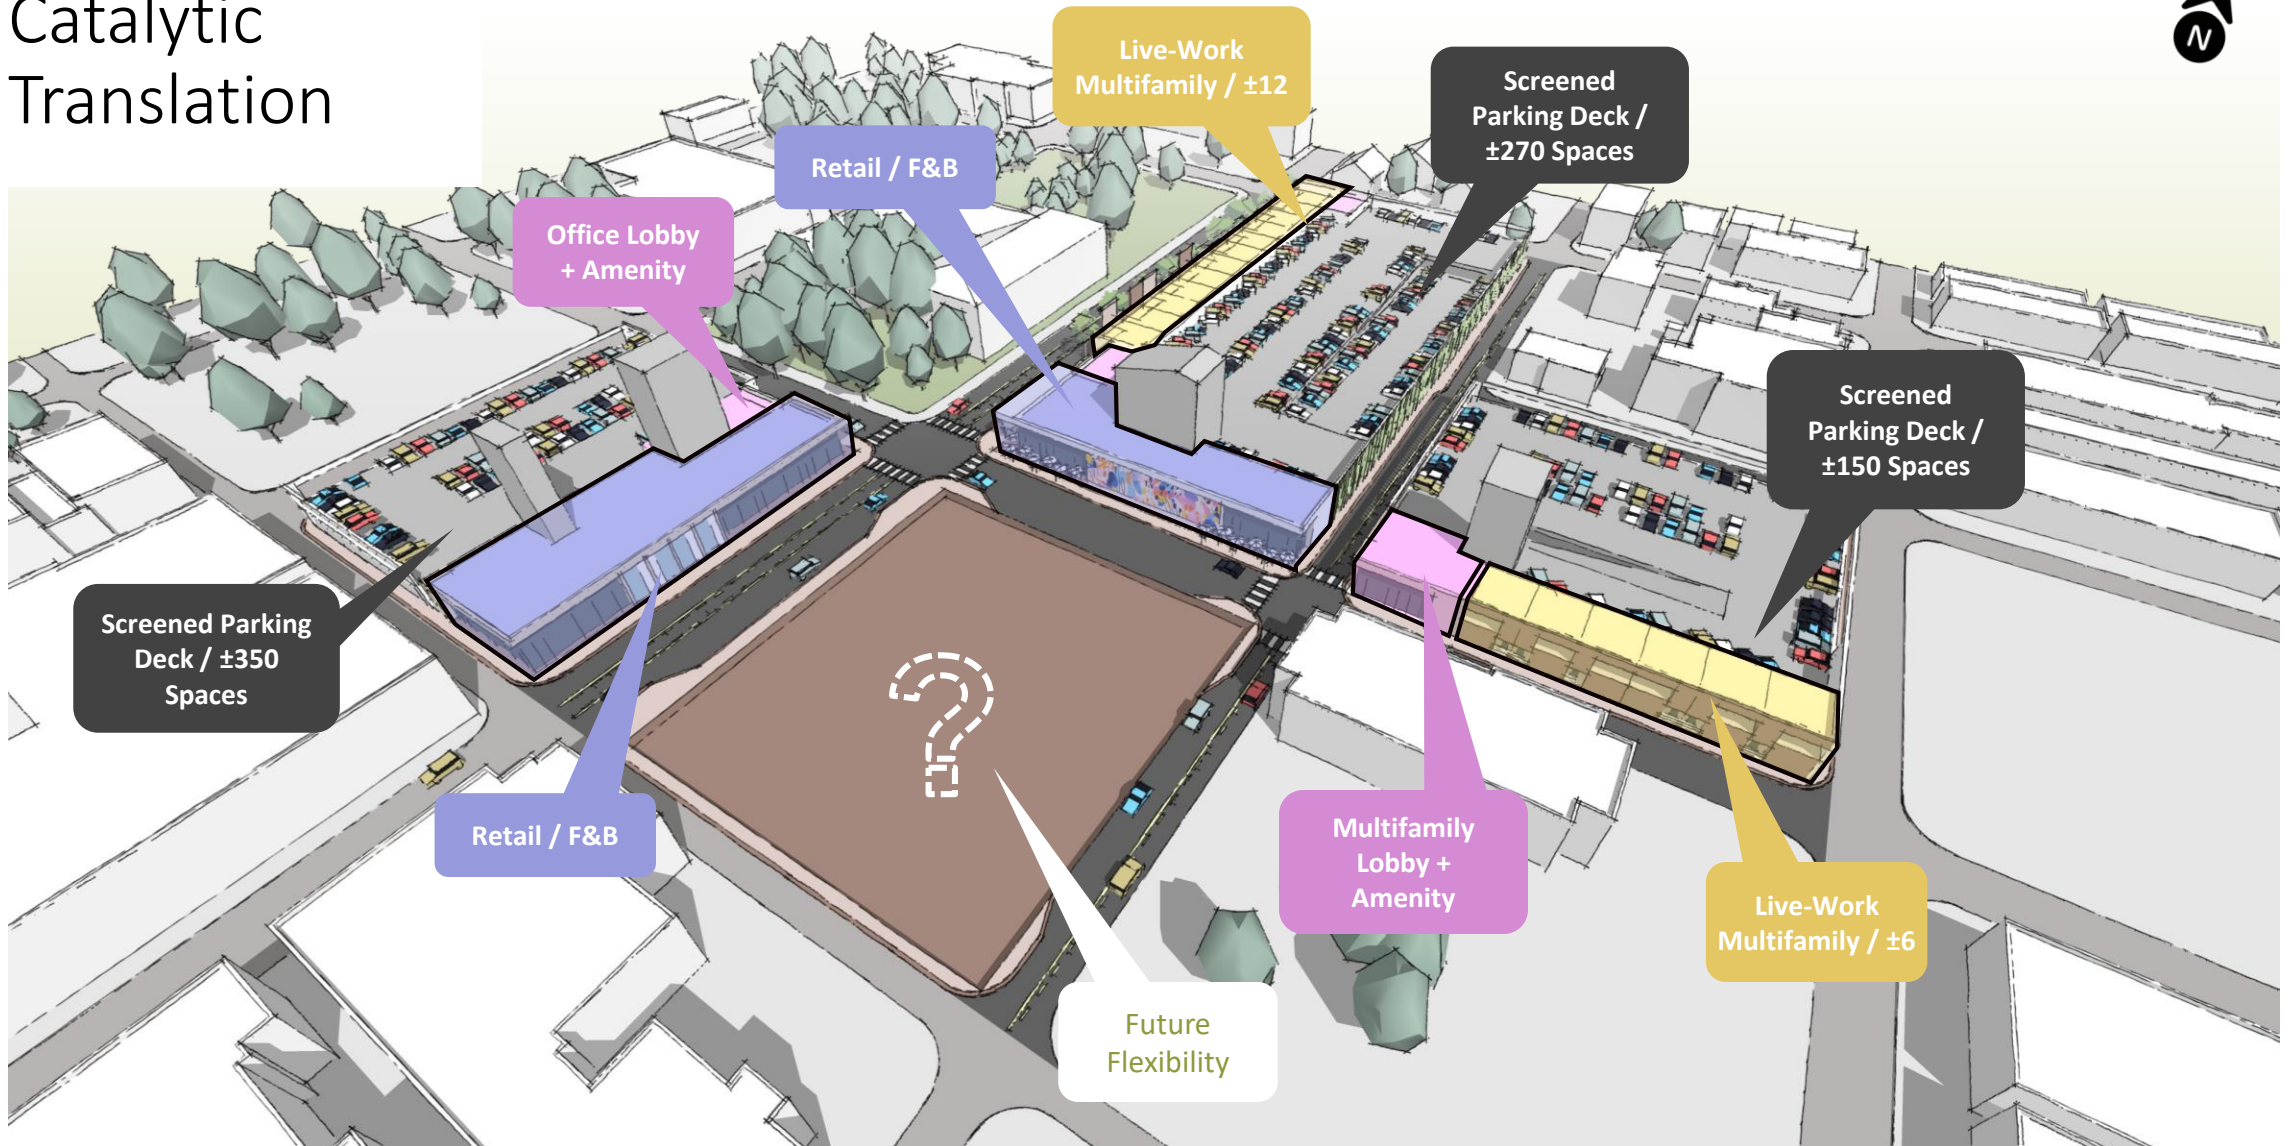 Catalytic
Translation
N
Live-Work
Multifamily / ±12
Screened
Parking Deck /
±270 Spaces
Retail / F&B
Office Lobby
+ Amenity
Screened
Parking Deck /
±150 Spaces
Screened Parking
Deck / ±350
Spaces
?
Retail / F&B
Multifamily
Lobby +
Amenity
Live-Work
Multifamily / ±6
Future
Flexibility